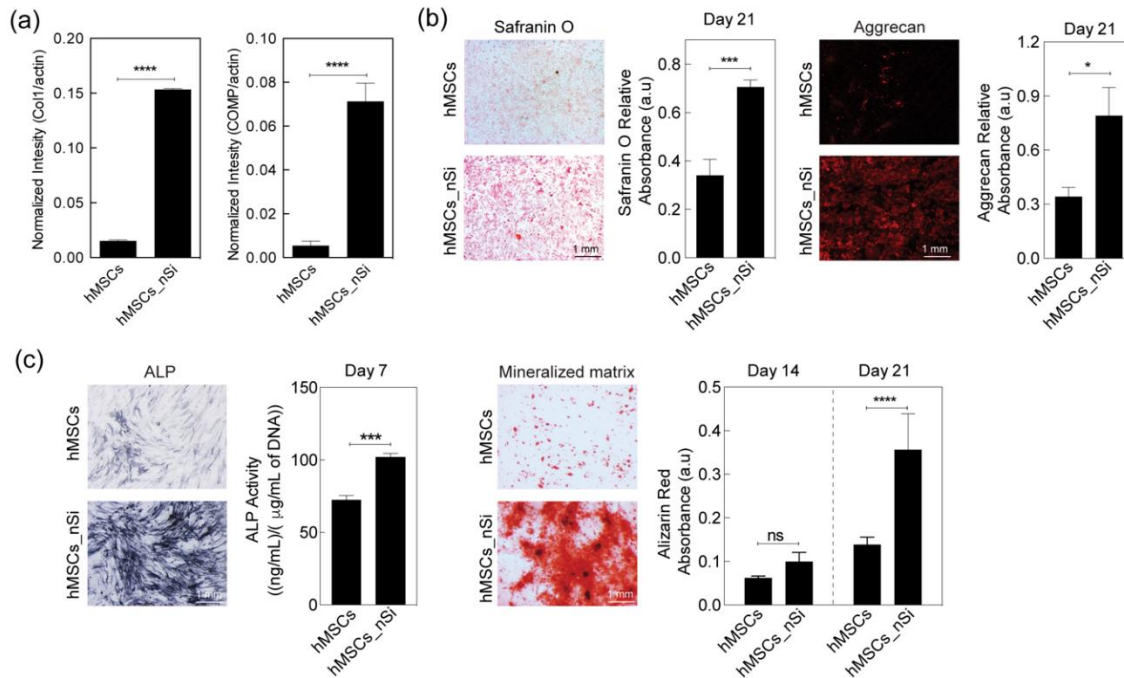 (a)
0.20
0.15
0.10
0.05
0.00
Normalized Intesity (Col1/actin)
****
hMSCs
hMSCs_nSi
0.10
0.08
0.06
0.04
0.02
0.00
Normalized Intesity (COMP/actin)
****
hMSCs
hMSCs_nSi
(b)
Safranin O
hMSCs
hMSCs_nSi
1 mm
Day 21
0.8
0.6
0.4
0.2
0.0
Safranin O Relative
Absorbance (a.u)
***
hMSCs
hMSCs_nSi
Aggrecan
hMSCs
hMSCs_nSi
1 mm
Day 21
1.2
0.9
0.6
0.3
0.0
Aggrecan Relative
Absorbance (a.u)
*
hMSCs
hMSCs_nSi
(c)
ALP
hMSCs
hMSCs_nSi
1 mm
Day 7
150
100
50
0
ALP Activity
((ng/mL)/( µg/mL of DNA))
***
hMSCs
hMSCs_nSi
Mineralized matrix
hMSCs
hMSCs_nSi
1 mm
Day 14
Day 21
0.5
0.4
0.3
0.2
0.1
0.0
Alizarin Red
Absorbance (a.u)
ns
****
hMSCs
hMSCs_nSi
hMSCs
hMSCs_nSi